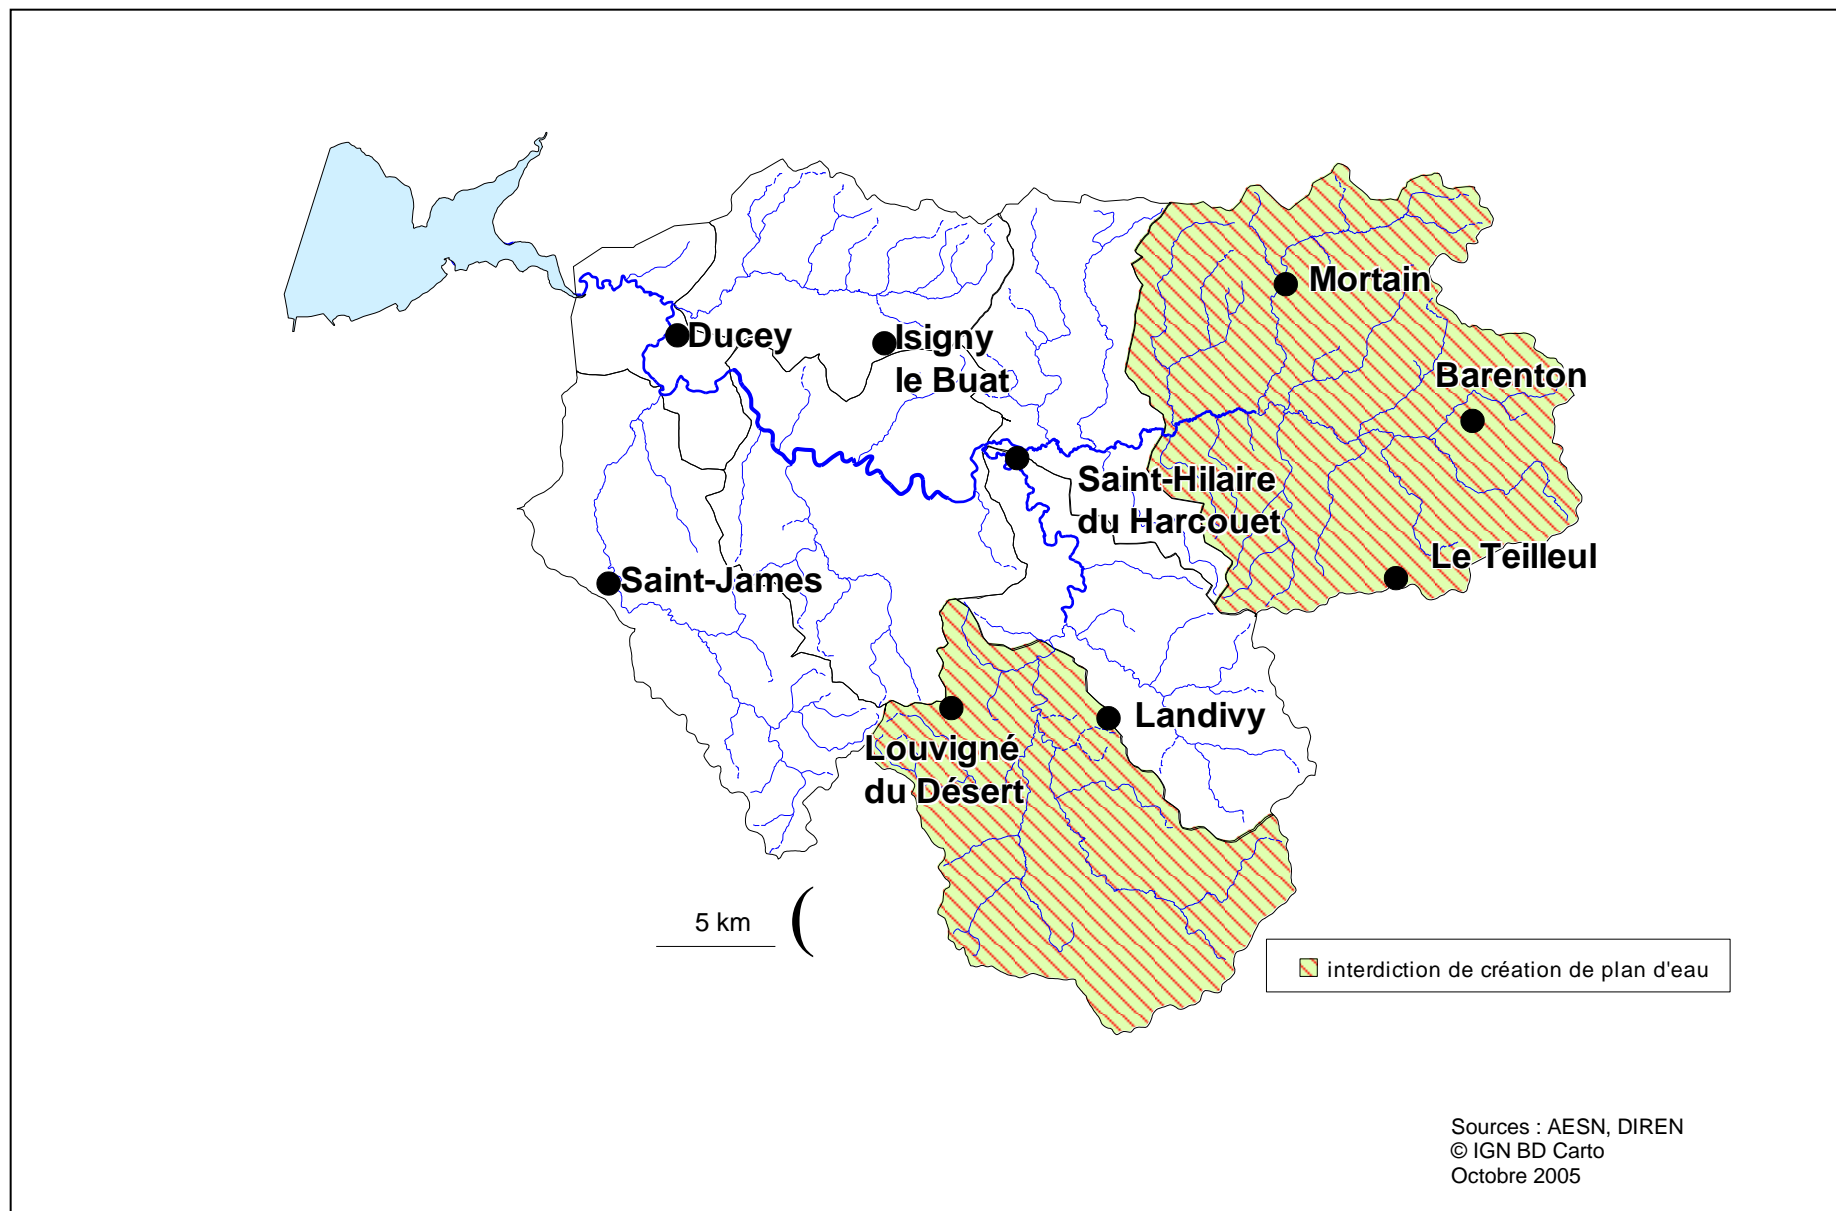 Mortain
Ducey
Isigny
le Buat
Barenton
Saint-Hilaire
du Harcouet
Le Teilleul
Saint-James
Landivy
Louvigné
du Désert
5 km
interdiction de création de plan d'eau
Sources : AESN, DIREN
© IGN BD Carto
Octobre 2005